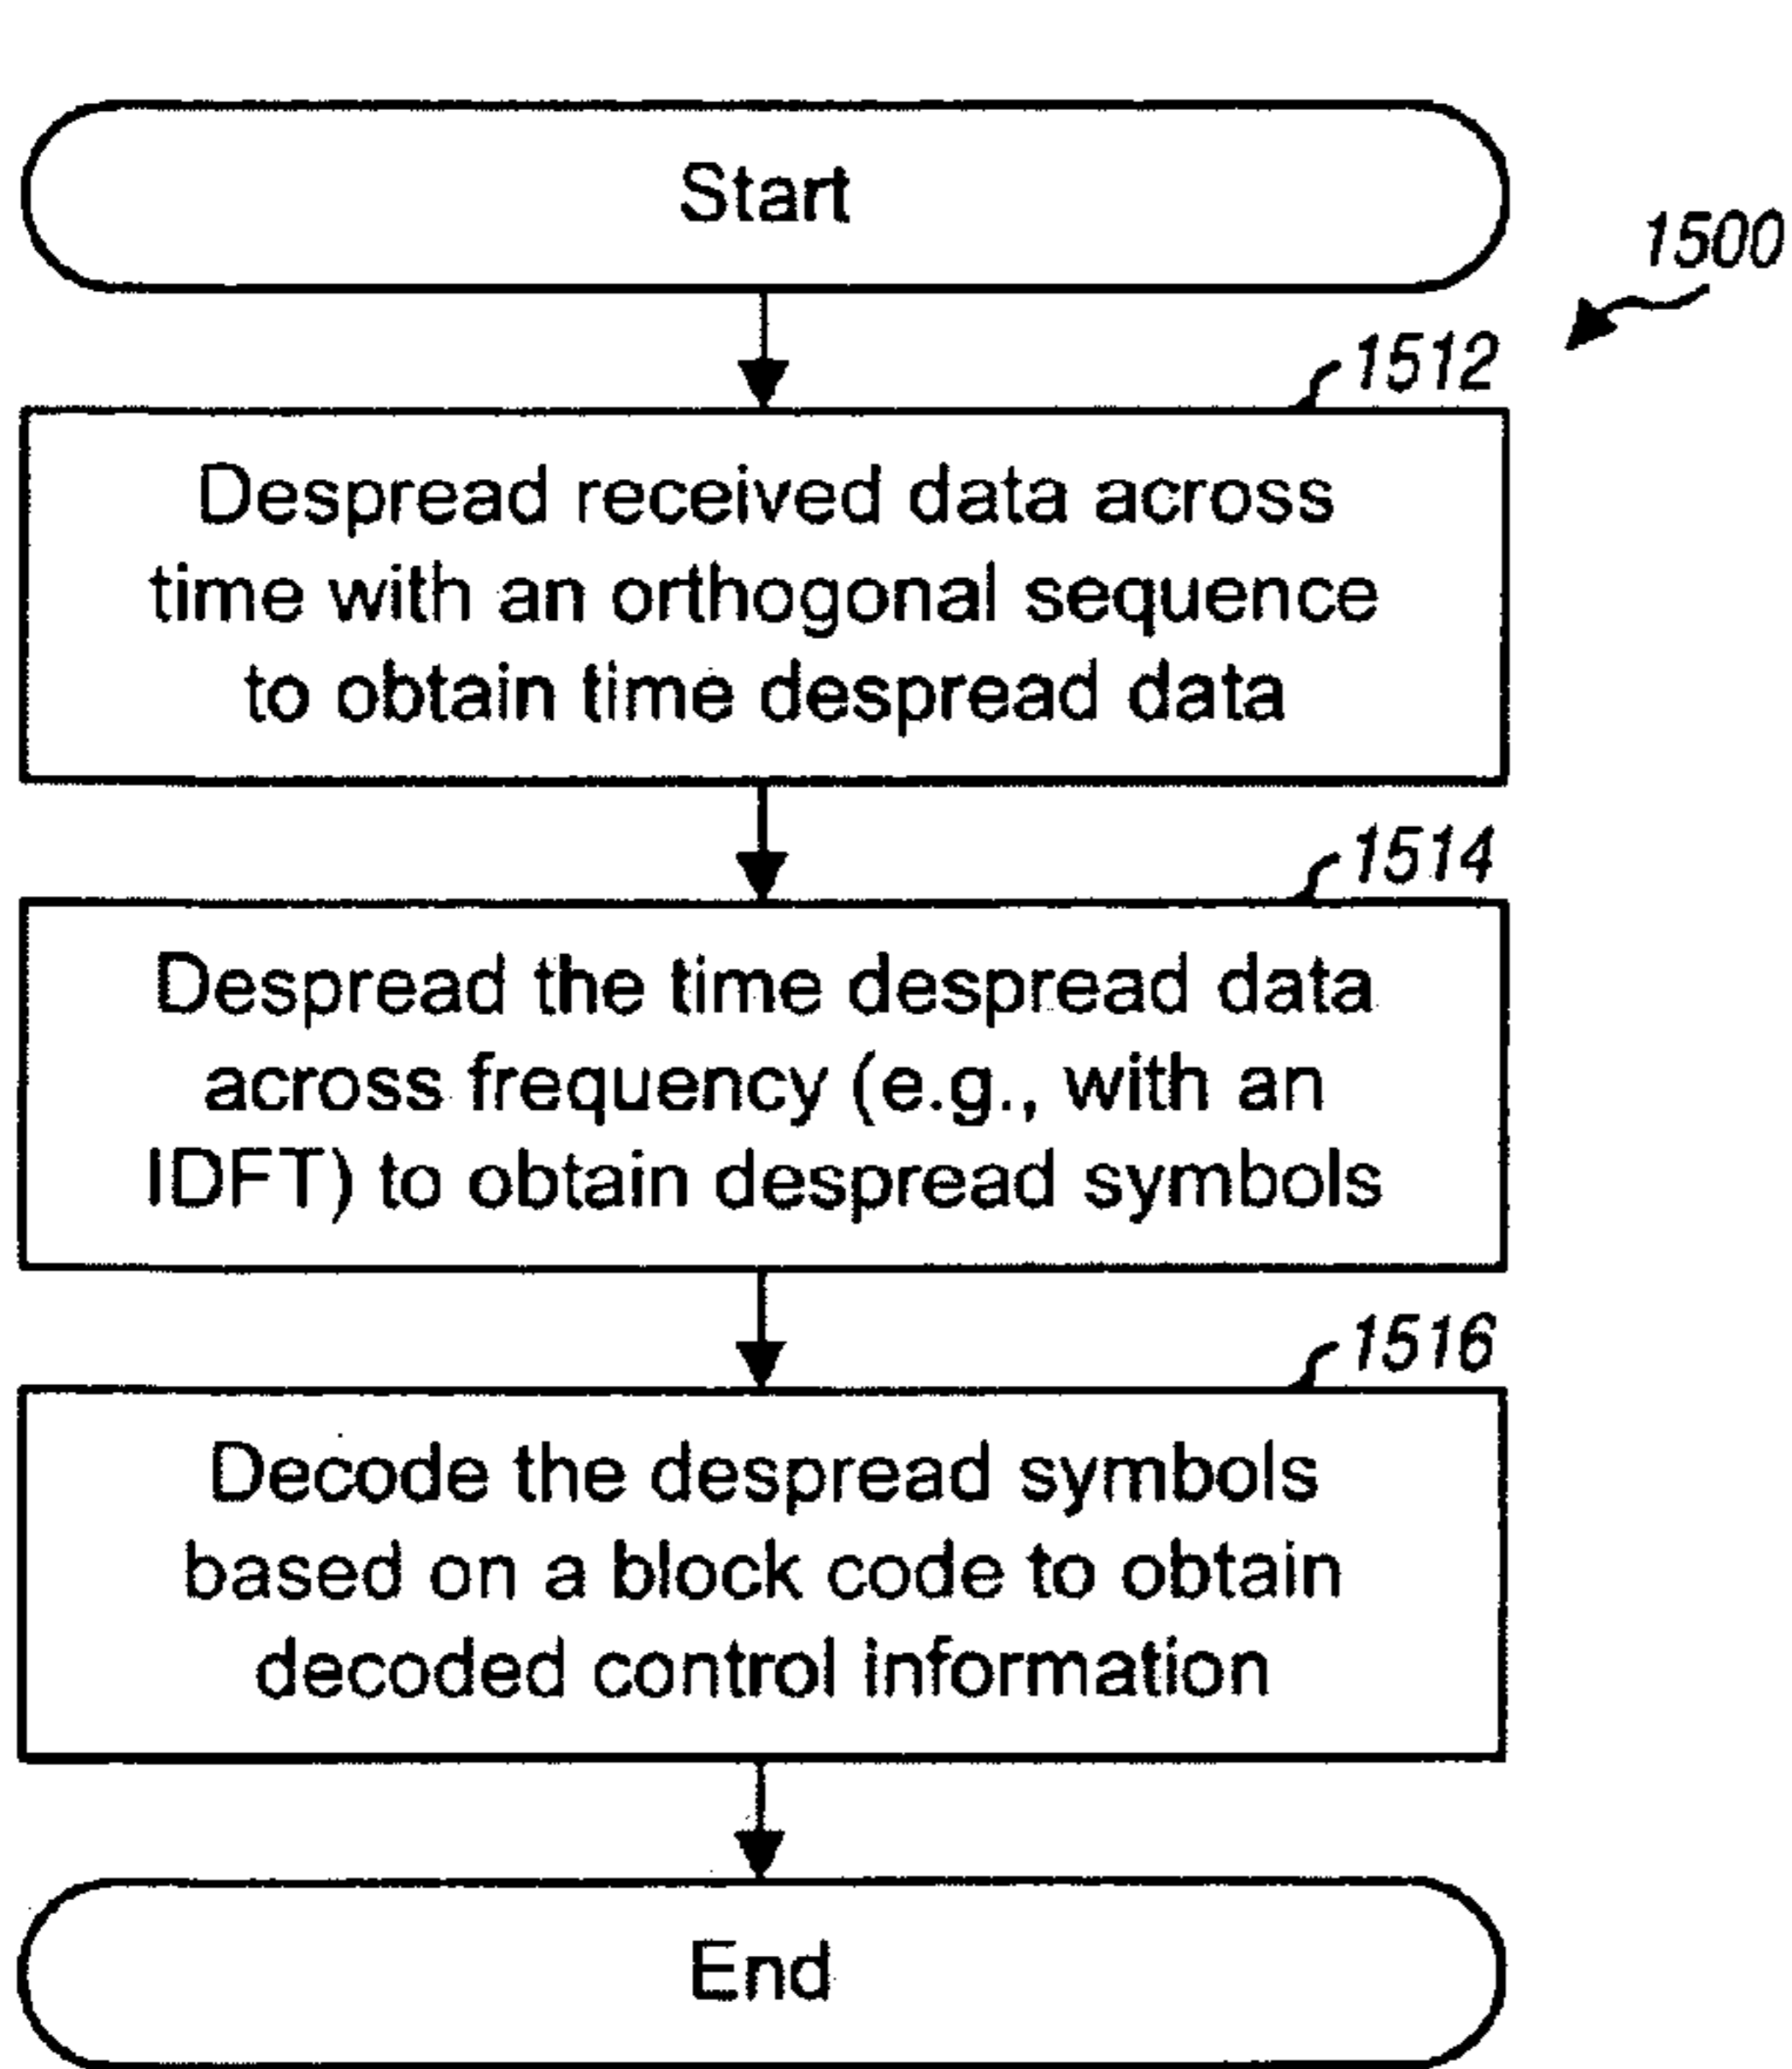 Start
1500
1512
Despread received data across
time with an orthogonal sequence
to obtain time despread data
1514
Despread the time despread data
across frequency (e.g., with an
IDFT) to obtain despread symbols
1516
Decode the despread symbols
based on a block code to obtain
decoded control information
End